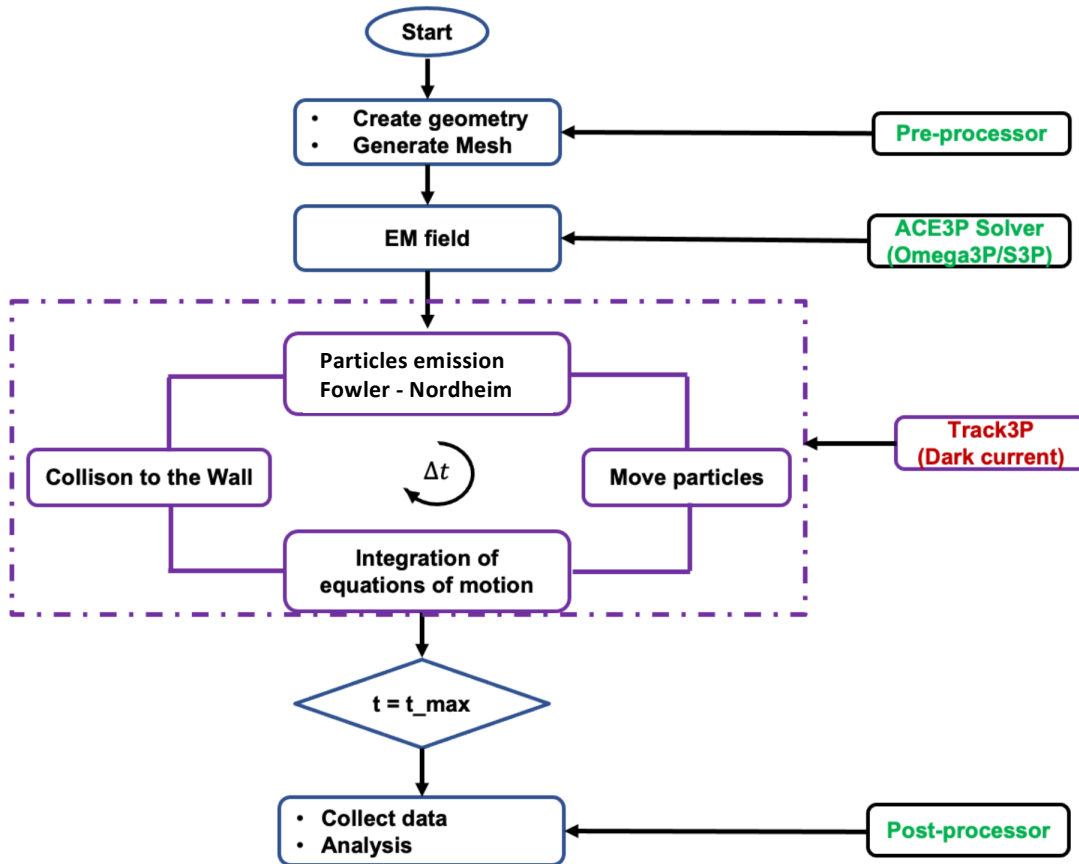 Start
• Create geometry
• Generate Mesh
Pre-processor
EM field
ACE3P Solver
(Omega3P/S3P)
Particles emission
Fowler - Nordheim
Collison to the Wall
Δt
Move particles
Track3P
(Dark current)
Integration of
equations of motion
t = t_max
• Collect data
• Analysis
Post-processor